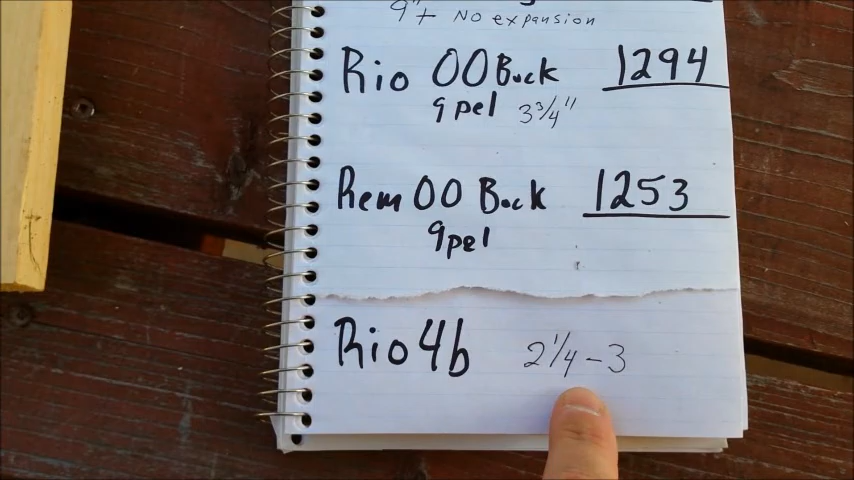 9"+ No expansion
Rio 00 Buck 1294
9 pel 3 3/4"
Rem 00 Buck 1253
9 pel
Rio 4b 2 1/4 - 3